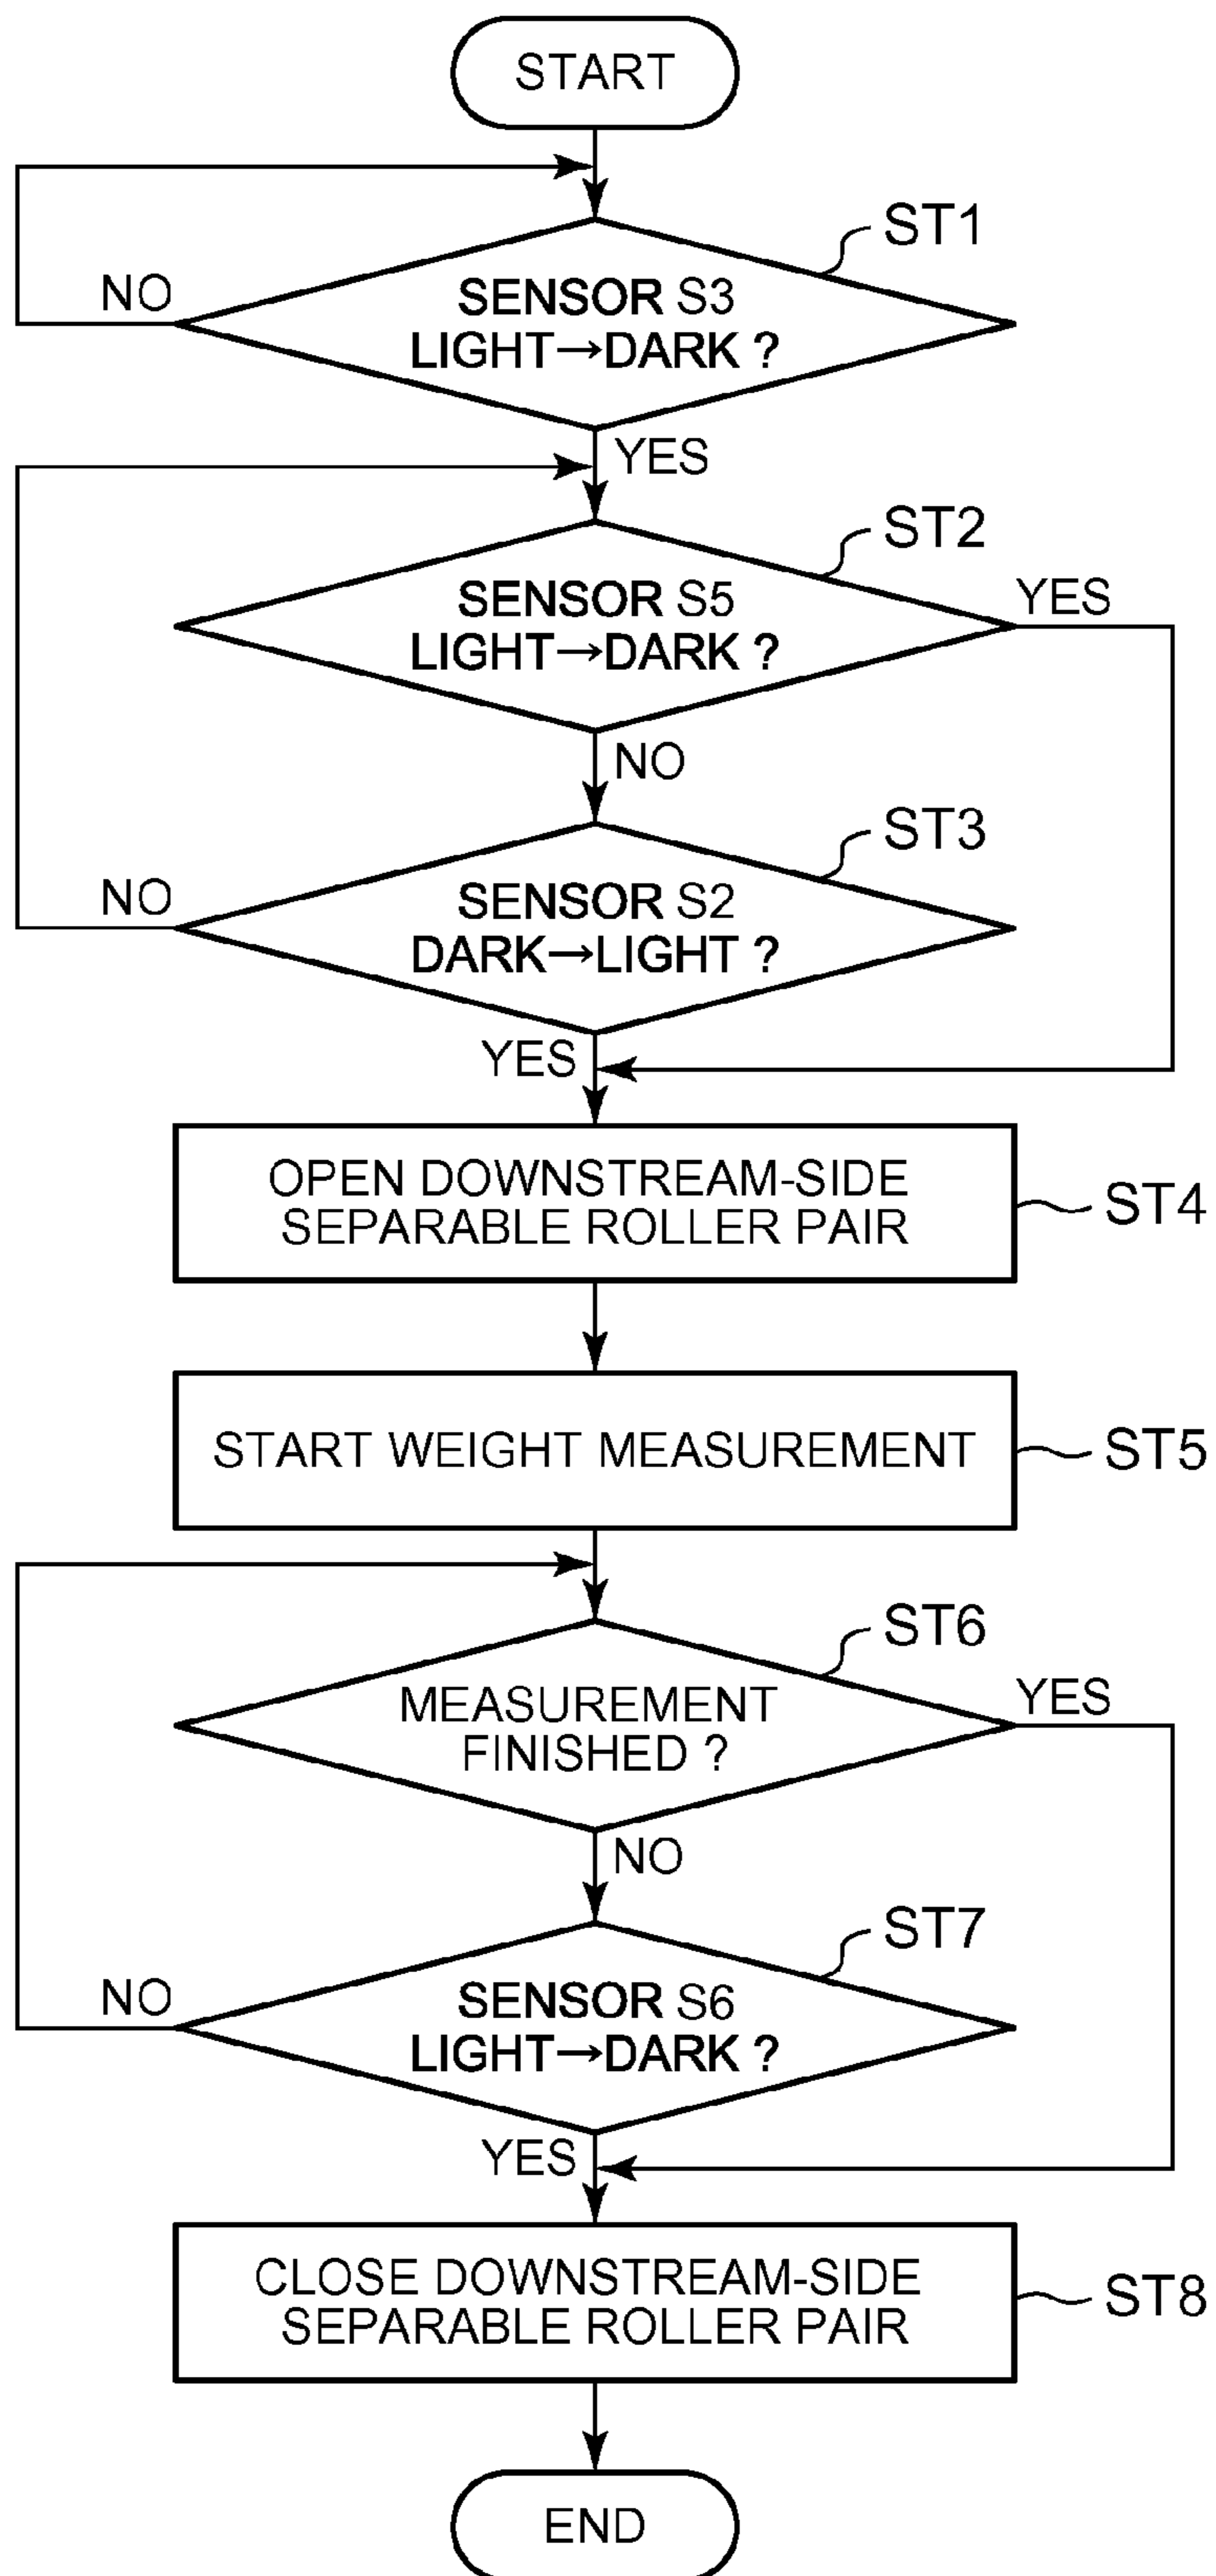 START
ST1
NO
SENSOR S3
LIGHT→DARK ?
YES
ST2
YES
SENSOR S5
LIGHT→DARK ?
NO
ST3
NO
SENSOR S2
DARK→LIGHT ?
YES
OPEN DOWNSTREAM-SIDE
SEPARABLE ROLLER PAIR
ST4
START WEIGHT MEASUREMENT
ST5
ST6
YES
MEASUREMENT
FINISHED ?
NO
ST7
NO
SENSOR S6
LIGHT→DARK ?
YES
CLOSE DOWNSTREAM-SIDE
SEPARABLE ROLLER PAIR
ST8
END